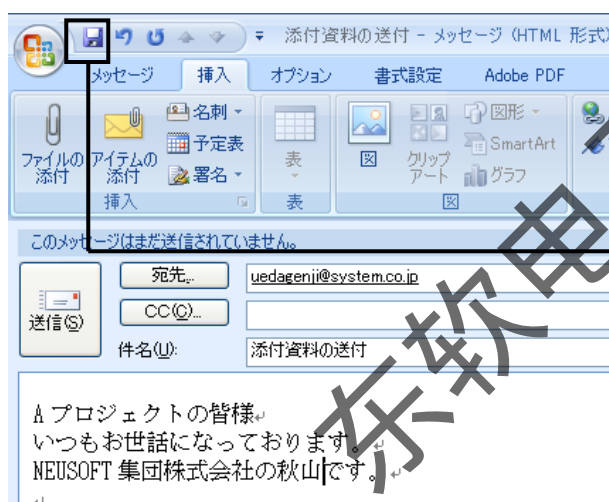 添付資料の送付 - メッセージ (HTML 形式)
メッセージ 挿入 オプション 書式設定 Adobe PDF
名刺 図形
ファイルの添付 アイテムの添付 予定表 表 図 クリップアート SmartArt
署名 グラフ
挿入 表 図
このメッセージはまだ送信されていません。
宛先... uedagenji@system.co.jp
送信(S) CC(C)...
件名(U): 添付資料の送付
A プロジェクトの皆様
いつもお世話になっております。
NEUSOFT 集団株式会社の秋山です。
东软电